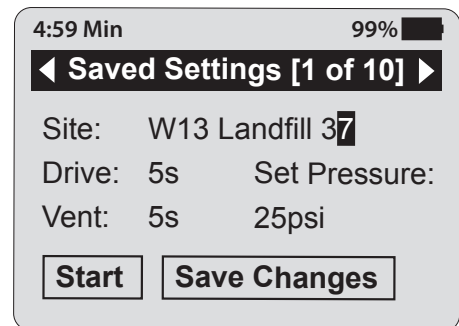 4:59 Min 99%
Saved Settings [1 of 10]
Site: W13 Landfill 37
Drive: 5s Set Pressure:
Vent: 5s 25psi
Start Save Changes